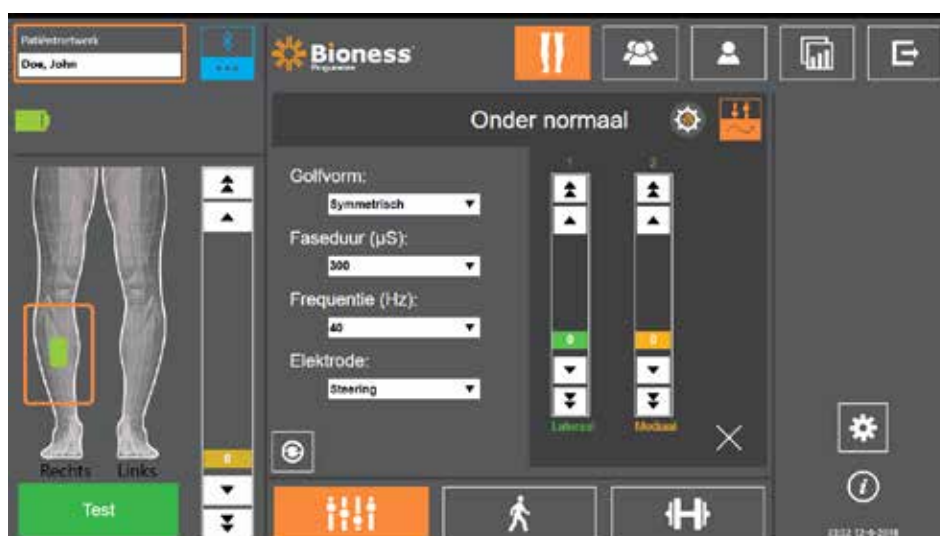 Patiëntnetwerk
Doe, John
Bioness
Onder normaal
Golfvorm:
Symmetrisch
Faseduur (µS):
300
Frequentie (Hz):
40
Elektrode:
Steering
1
2
0
0
Lateraal
Mediaal
Rechts Links
0
Test